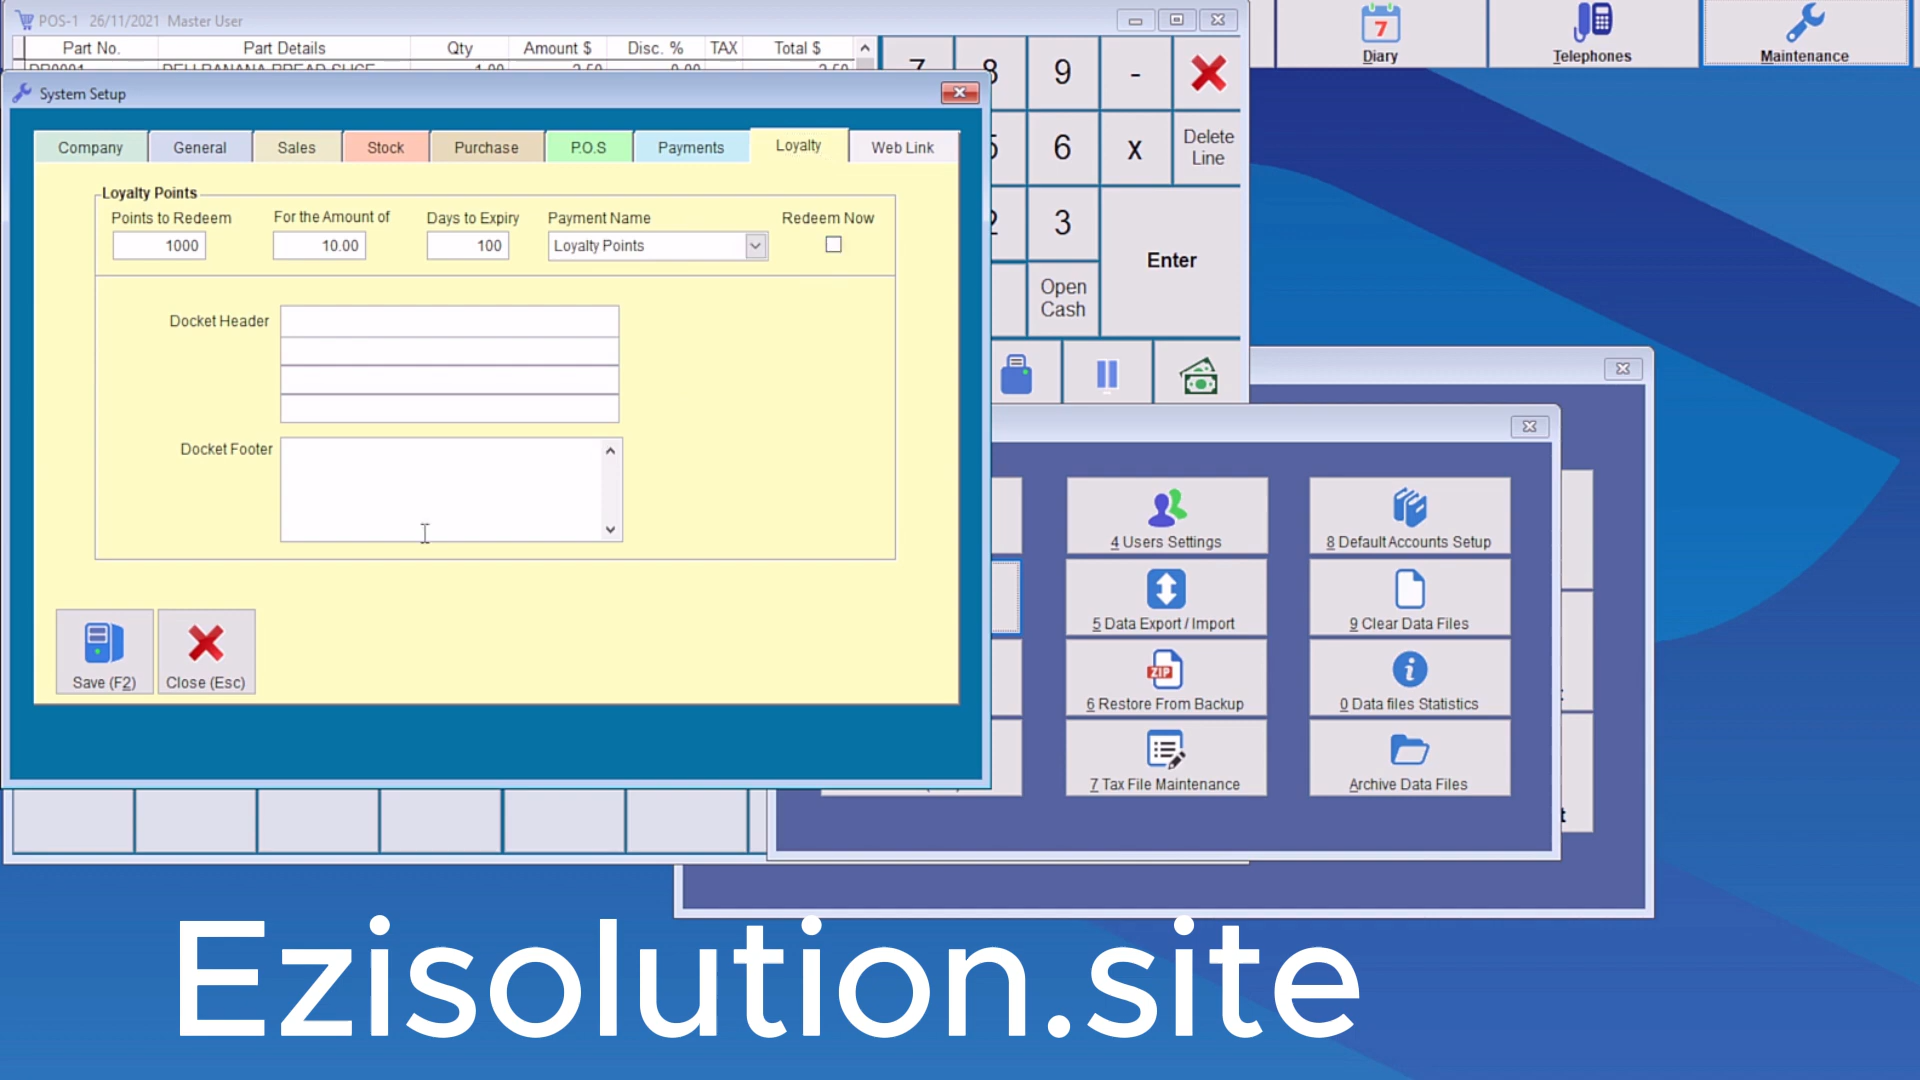 POS-1 26/11/2021 Master User
Part No. Part Details Qty Amount $ Disc. % TAX Total $
Diary
Telephones
Maintenance
System Setup
Company General Sales Stock Purchase P.O.S Payments Loyalty Web Link
Loyalty Points
Points to Redeem For the Amount of Days to Expiry Payment Name Redeem Now
1000 10.00 100 Loyalty Points
Docket Header
Docket Footer
Save (F2) Close (Esc)
7 8 9 - 
6 x Delete
Line
3
Enter
Open
Cash
4 Users Settings
8 Default Accounts Setup
5 Data Export / Import
9 Clear Data Files
6 Restore From Backup
0 Data files Statistics
7 Tax File Maintenance
Archive Data Files
Ezisolution.site